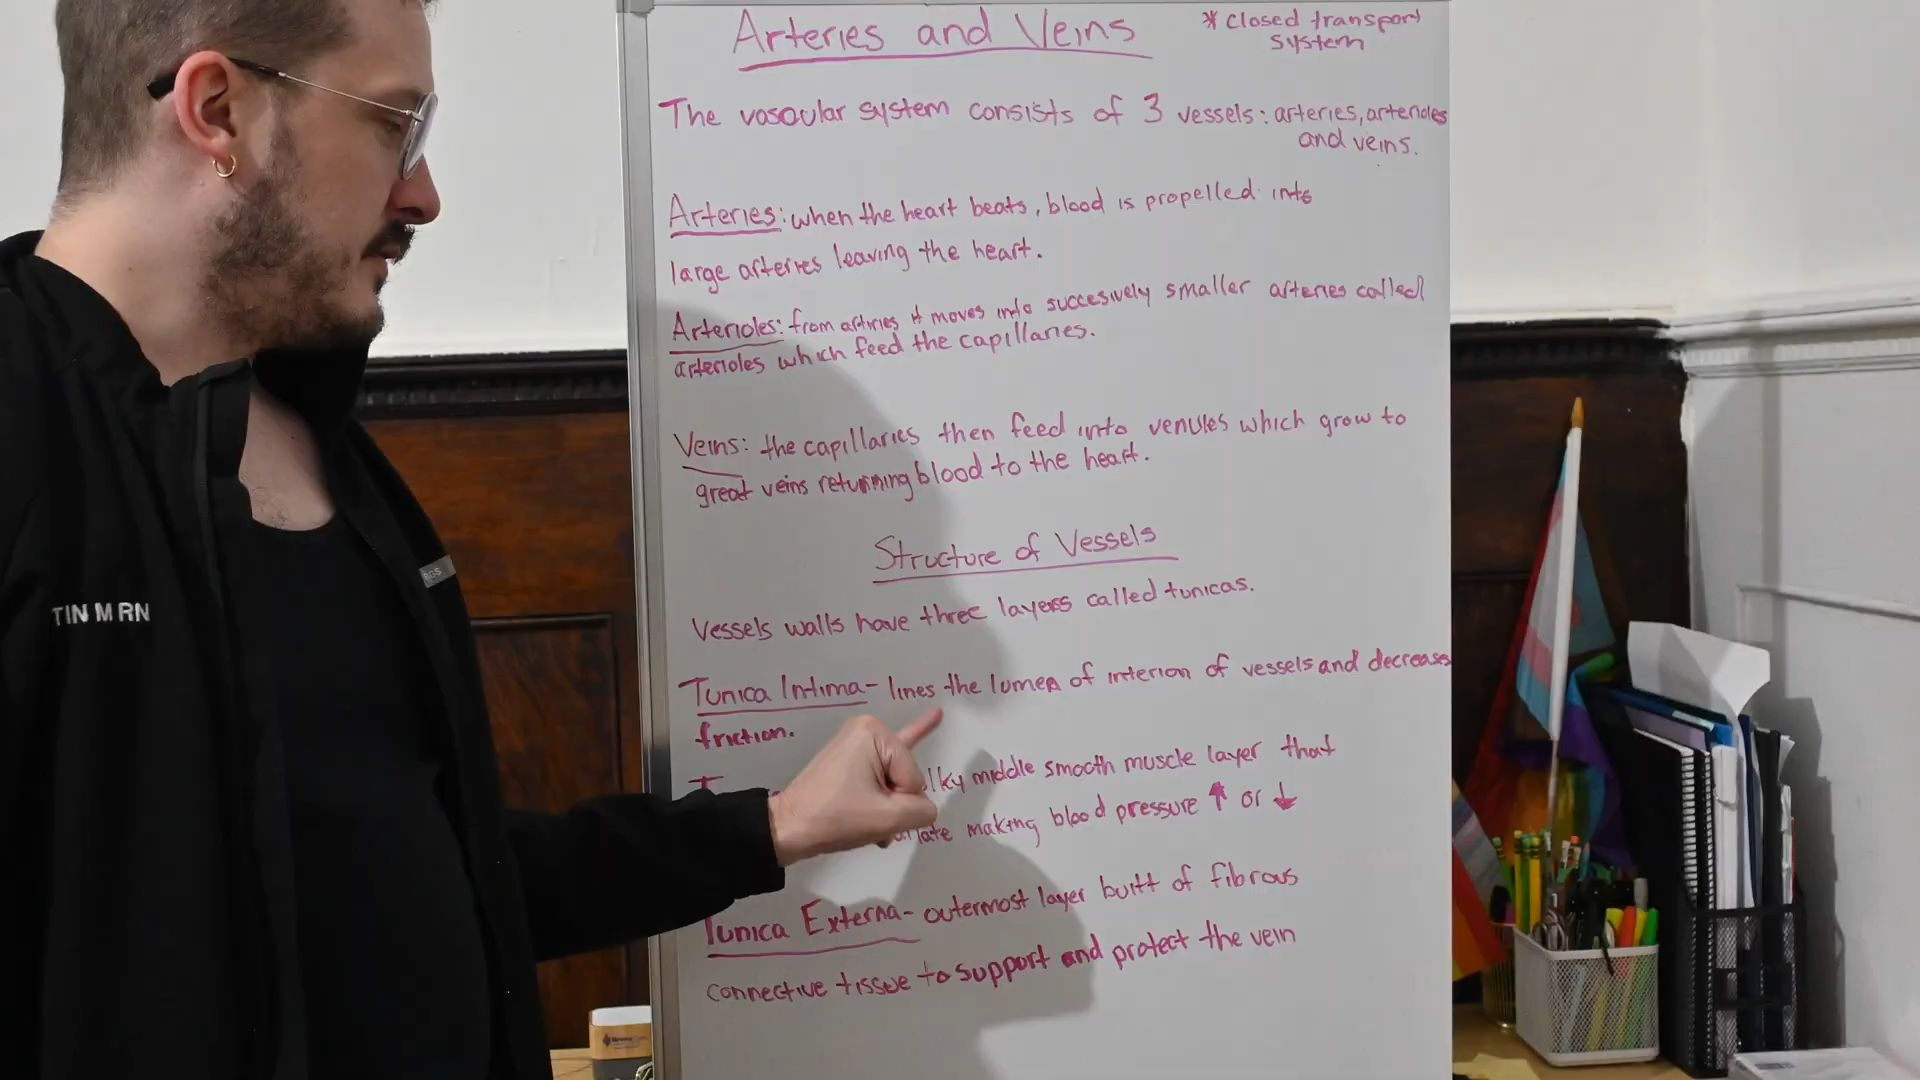 Arteries and Veins
* closed transport
system
The vascular system consists of 3 vessels: arteries, arterioles
and veins.
Arteries: when the heart beats, blood is propelled into
large arteries leaving the heart.
Arterioles: from arteries it moves into succesively smaller arteries called
arterioles which feed the capillaries.
Veins: the capillaries then feed into venules which grow to
great veins returning blood to the heart.
Structure of Vessels
Vessels walls have three layers called tunicas.
Tunica Intima - lines the lumen of interion of vessels and decreases
friction.
middle smooth muscle layer that
making blood pressure ↑ or ↓
Tunica Externa - outermost layer built of fibrous
connective tissue to support and protect the vein
TIN M RN